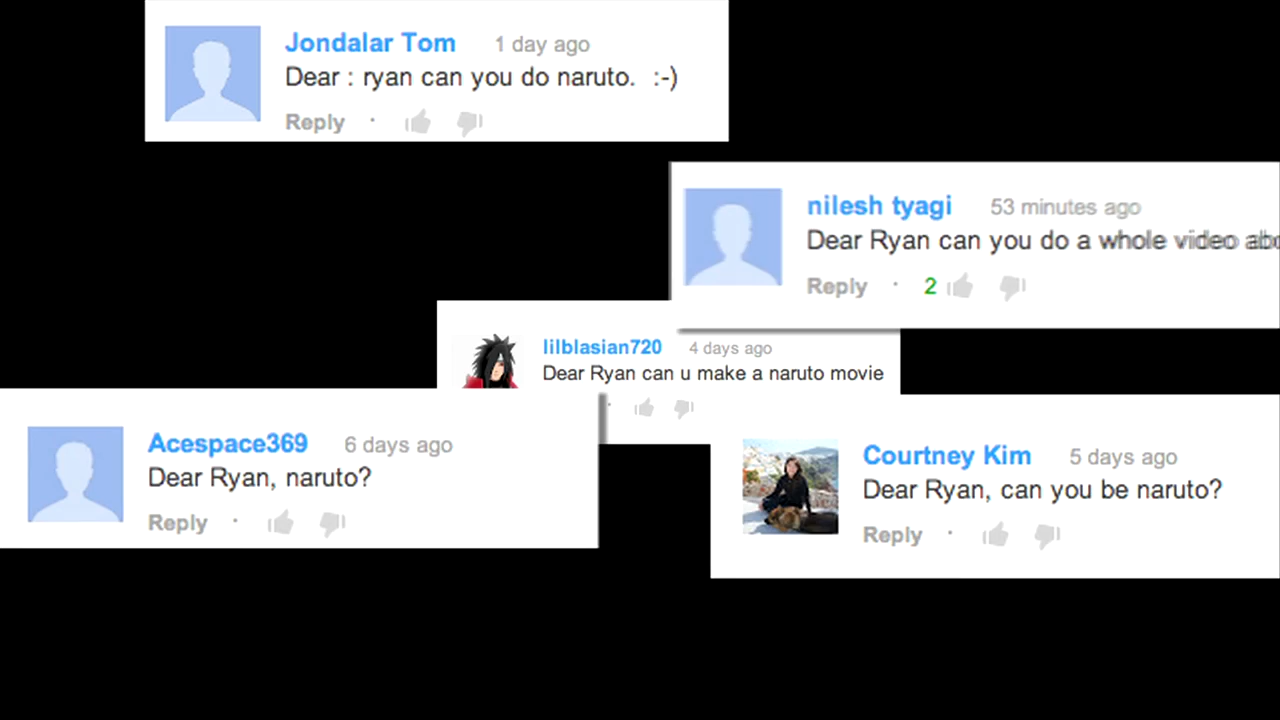 Jondalar Tom 1 day ago
Dear : ryan can you do naruto. :-)
Reply ·
nilesh tyagi 53 minutes ago
Dear Ryan can you do a whole video
Reply · 2
lilblasian720 4 days ago
Dear Ryan can u make a naruto movie
·
Acespace369 6 days ago
Dear Ryan, naruto?
Reply ·
Courtney Kim 5 days ago
Dear Ryan, can you be naruto?
Reply ·